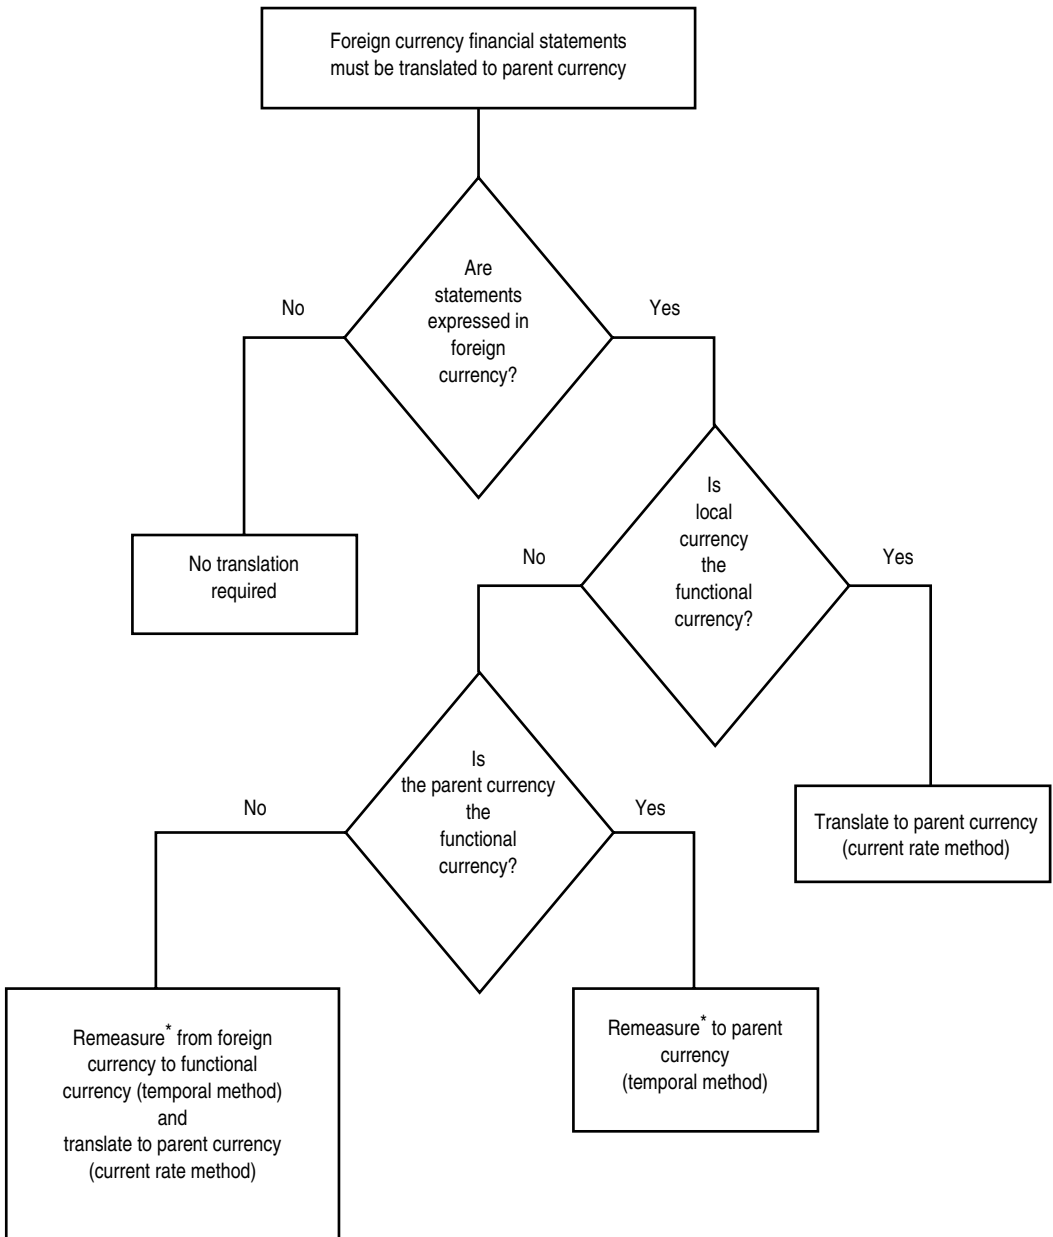 Foreign currency financial statements
must be translated to parent currency
Are
statements
expressed in
foreign
currency?
No
Yes
Is
local
currency
the
functional
currency?
No translation
required
No
Yes
Is
the parent currency
the
functional
currency?
No
Yes
Translate to parent currency
(current rate method)
Remeasure* from foreign
currency to functional
currency (temporal method)
and
translate to parent currency
(current rate method)
Remeasure* to parent
currency
(temporal method)